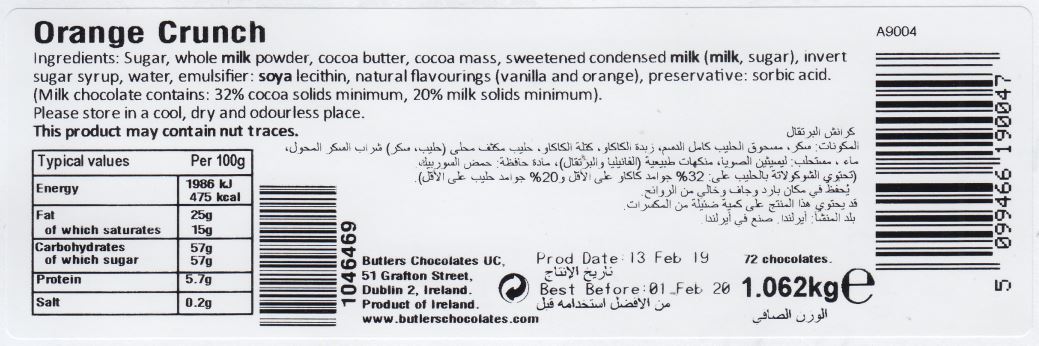 Orange Crunch
A9004
Ingredients: Sugar, whole milk powder, cocoa butter, cocoa mass, sweetened condensed milk (milk, sugar), invert
sugar syrup, water, emulsifier: soya lecithin, natural flavourings (vanilla and orange), preservative: sorbic acid.
(Milk chocolate contains: 32% cocoa solids minimum, 20% milk solids minimum).
Please store in a cool, dry and odourless place.
This product may contain nut traces.
كرانش البرتقال
المكونات: سكر، مسحوق الحليب كامل الدسم، زبدة الكاكاو، كتلة الكاكاو، حليب مكثف محلى (حليب، سكر) شراب السكر المحول،
ماء ، مستحلب: ليسيثين الصويا، منكهات طبيعية (الفانيليا والبرتقال)، مادة حافظة: حمض السوربيك
(تحتوي الشوكولاتة بالحليب على: 32% جوامد كاكاو على الأقل و20% جوامد حليب على الأقل).
يُحفظ في مكان بارد وجاف وخالي من الروائح.
قد يحتوي هذا المنتج على كمية ضئيلة من المكسرات.
بلد المنشأ: أيرلندا. صنع في أيرلندا
Typical values Per 100g
Energy 1986 kJ
475 kcal
Fat 25g
of which saturates 15g
Carbohydrates 57g
of which sugar 57g
Protein 5.7g
Salt 0.2g
1046469
Butlers Chocolates UC,
51 Grafton Street,
Dublin 2, Ireland.
Product of Ireland.
www.butlerschocolates.com
Prod Date: 13 Feb 19
تاريخ الإنتاج
Best Before: 01 Feb 20
من الافضل استخدامه قبل
72 chocolates.
1.062kg e
الوزن الصافي
5 099466 190047